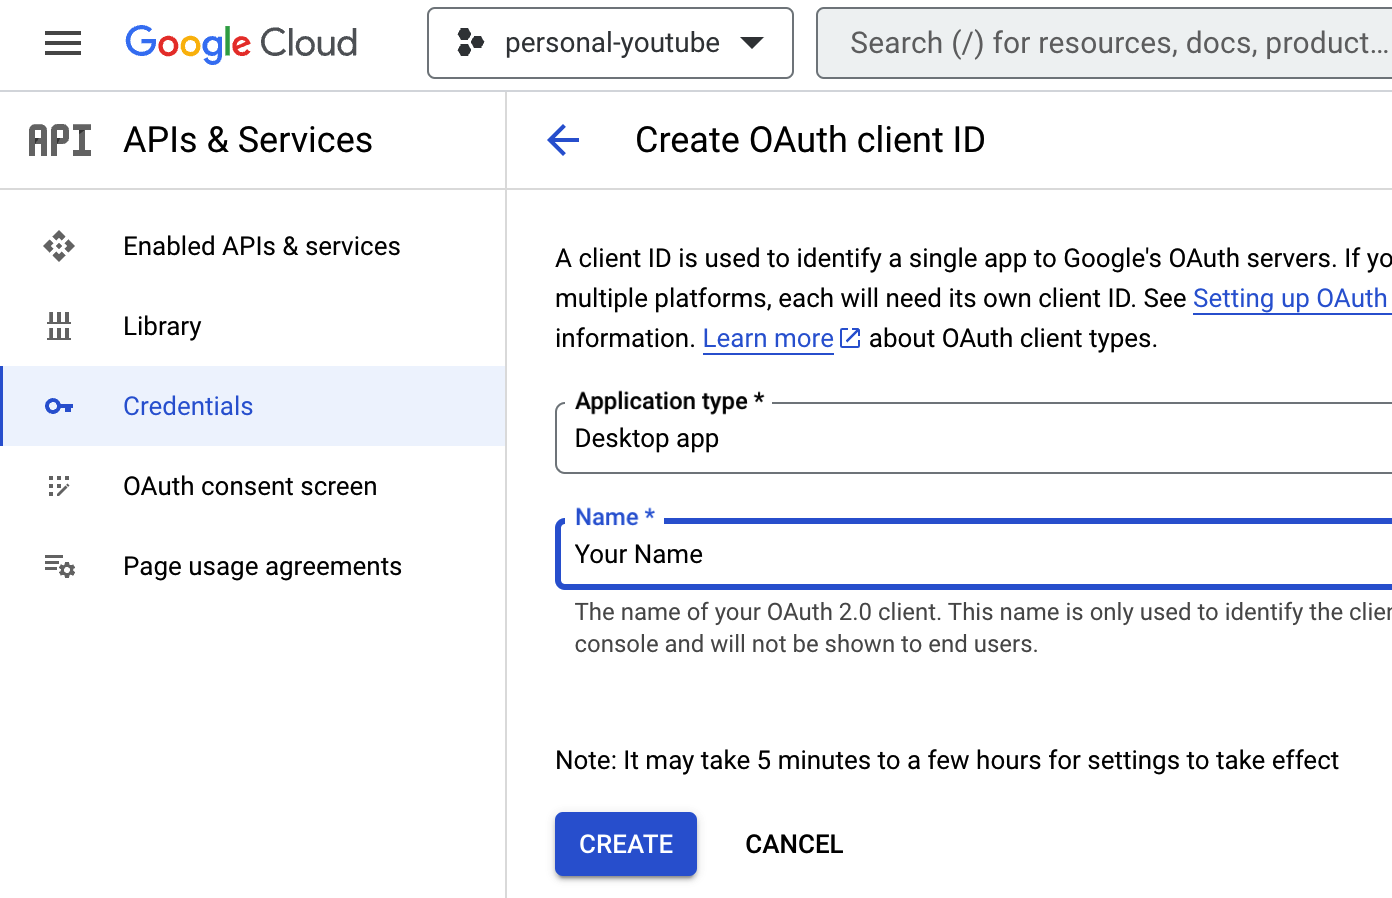 Google Cloud
personal-youtube
Search (/) for resources, docs, product...
API APIs & Services
Create OAuth client ID
Enabled APIs & services
Library
Credentials
OAuth consent screen
Page usage agreements
A client ID is used to identify a single app to Google's OAuth servers. If yo
multiple platforms, each will need its own client ID. See Setting up OAuth
information. Learn more about OAuth client types.
Application type *
Desktop app
Name *
Your Name
The name of your OAuth 2.0 client. This name is only used to identify the clien
console and will not be shown to end users.
Note: It may take 5 minutes to a few hours for settings to take effect
CREATE CANCEL